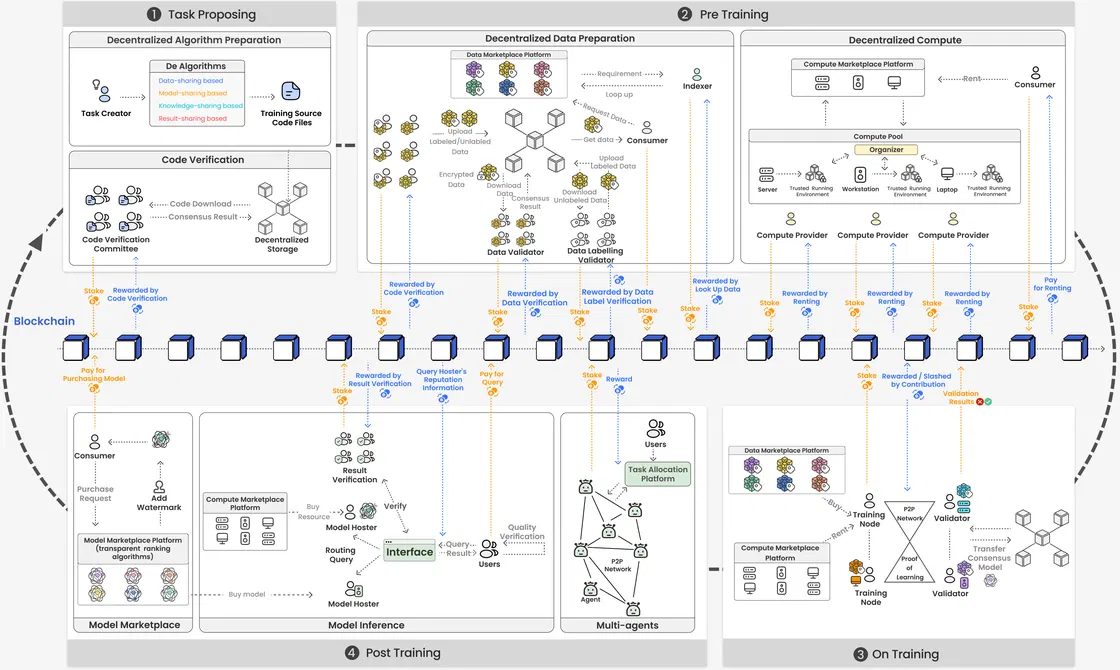 1 Task Proposing
Decentralized Algorithm Preparation
Task Creator
De Algorithms
Data-sharing based
Model-sharing based
Knowledge-sharing based
Result-sharing based
Training Source
Code Files
Code Verification
Code Verification
Committee
Code Download
Consensus Result
Decentralized
Storage
2 Pre Training
Decentralized Data Preparation
Data Marketplace Platform
Requirement
Loop up
Indexer
Request Data
Get data
Consumer
Upload
Labeled/Unlabled
Data
Encrypted
Data
Download
Data
Consensus
Result
Upload
Labeled Data
Download
Unlabeled Data
Data Validator
Data Labelling
Validator
Decentralized Compute
Compute Marketplace Platform
Rent
Consumer
Compute Pool
Organizer
Server
Trusted Running
Environment
Workstation
Trusted Running
Environment
Laptop
Trusted Running
Environment
Compute Provider
Compute Provider
Compute Provider
Stake
Rewarded by
Code Verification
Stake
Rewarded by
Code Verification
Stake
Rewarded by
Data Verification
Stake
Rewarded by Data
Label Verification
Stake
Stake
Rewarded by
Look Up Data
Stake
Rewarded by
Renting
Stake
Rewarded by
Renting
Stake
Rewarded by
Renting
Stake
Pay
for Renting
Blockchain
Pay for
Purchasing Model
Stake
Rewarded by
Result Verification
Query Hoster's
Reputation
Information
Pay for
Query
Stake
Reward
Stake
Rewarded / Slashed
by Contribution
Validation
Results
Consumer
Purchase
Request
Add
Watermark
Model Marketplace Platform
(transparent ranking
algorithms)
Model Marketplace
Result
Verification
Compute Marketplace
Platform
Buy
Resource
Model Hoster
Verify
Routing
Query
Interface
Query
Result
Users
Quality
Verification
Buy model
Model Hoster
Model Inference
Users
Task Allocation
Platform
P2P
Network
Agent
Multi-agents
4 Post Training
Data Marketplace Platform
Buy
Rent
Compute Marketplace
Platform
Training
Node
P2P
Network
Proof
of
Learning
Validator
Transfer
Consensus
Model
Training
Node
Validator
3 On Training